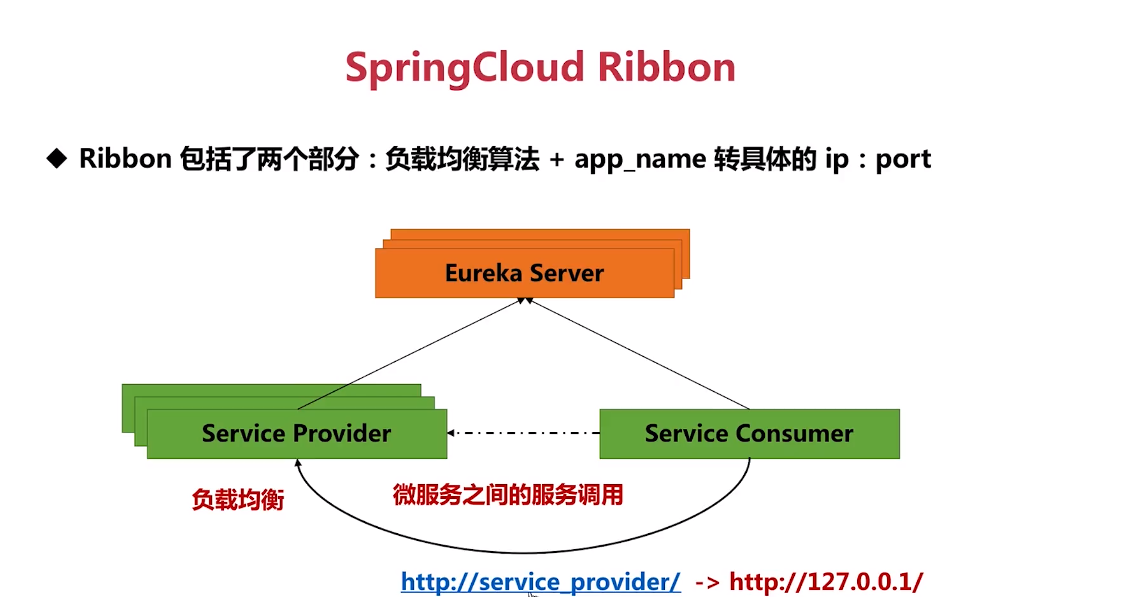 SpringCloud Ribbon
◆ Ribbon 包括了两个部分：负载均衡算法 + app_name 转具体的 ip：port
Eureka Server
Service Provider
Service Consumer
负载均衡
微服务之间的服务调用
http://service_provider/ -> http://127.0.0.1/